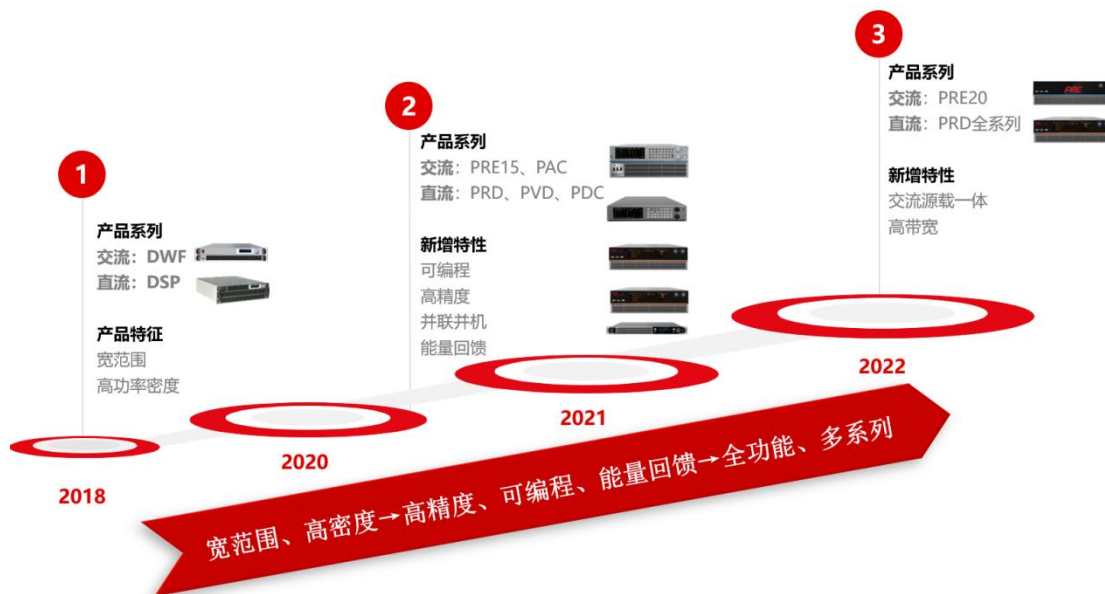 1
产品系列
交流：DWF
直流：DSP
产品特征
宽范围
高功率密度
2018
2020
2
产品系列
交流：PRE15、PAC
直流：PRD、PVD、PDC
新增特性
可编程
高精度
并联并机
能量回馈
2021
3
产品系列
交流：PRE20
直流：PRD全系列
新增特性
交流源载一体
高带宽
PRE
2022
宽范围、高密度→高精度、可编程、能量回馈→全功能、多系列